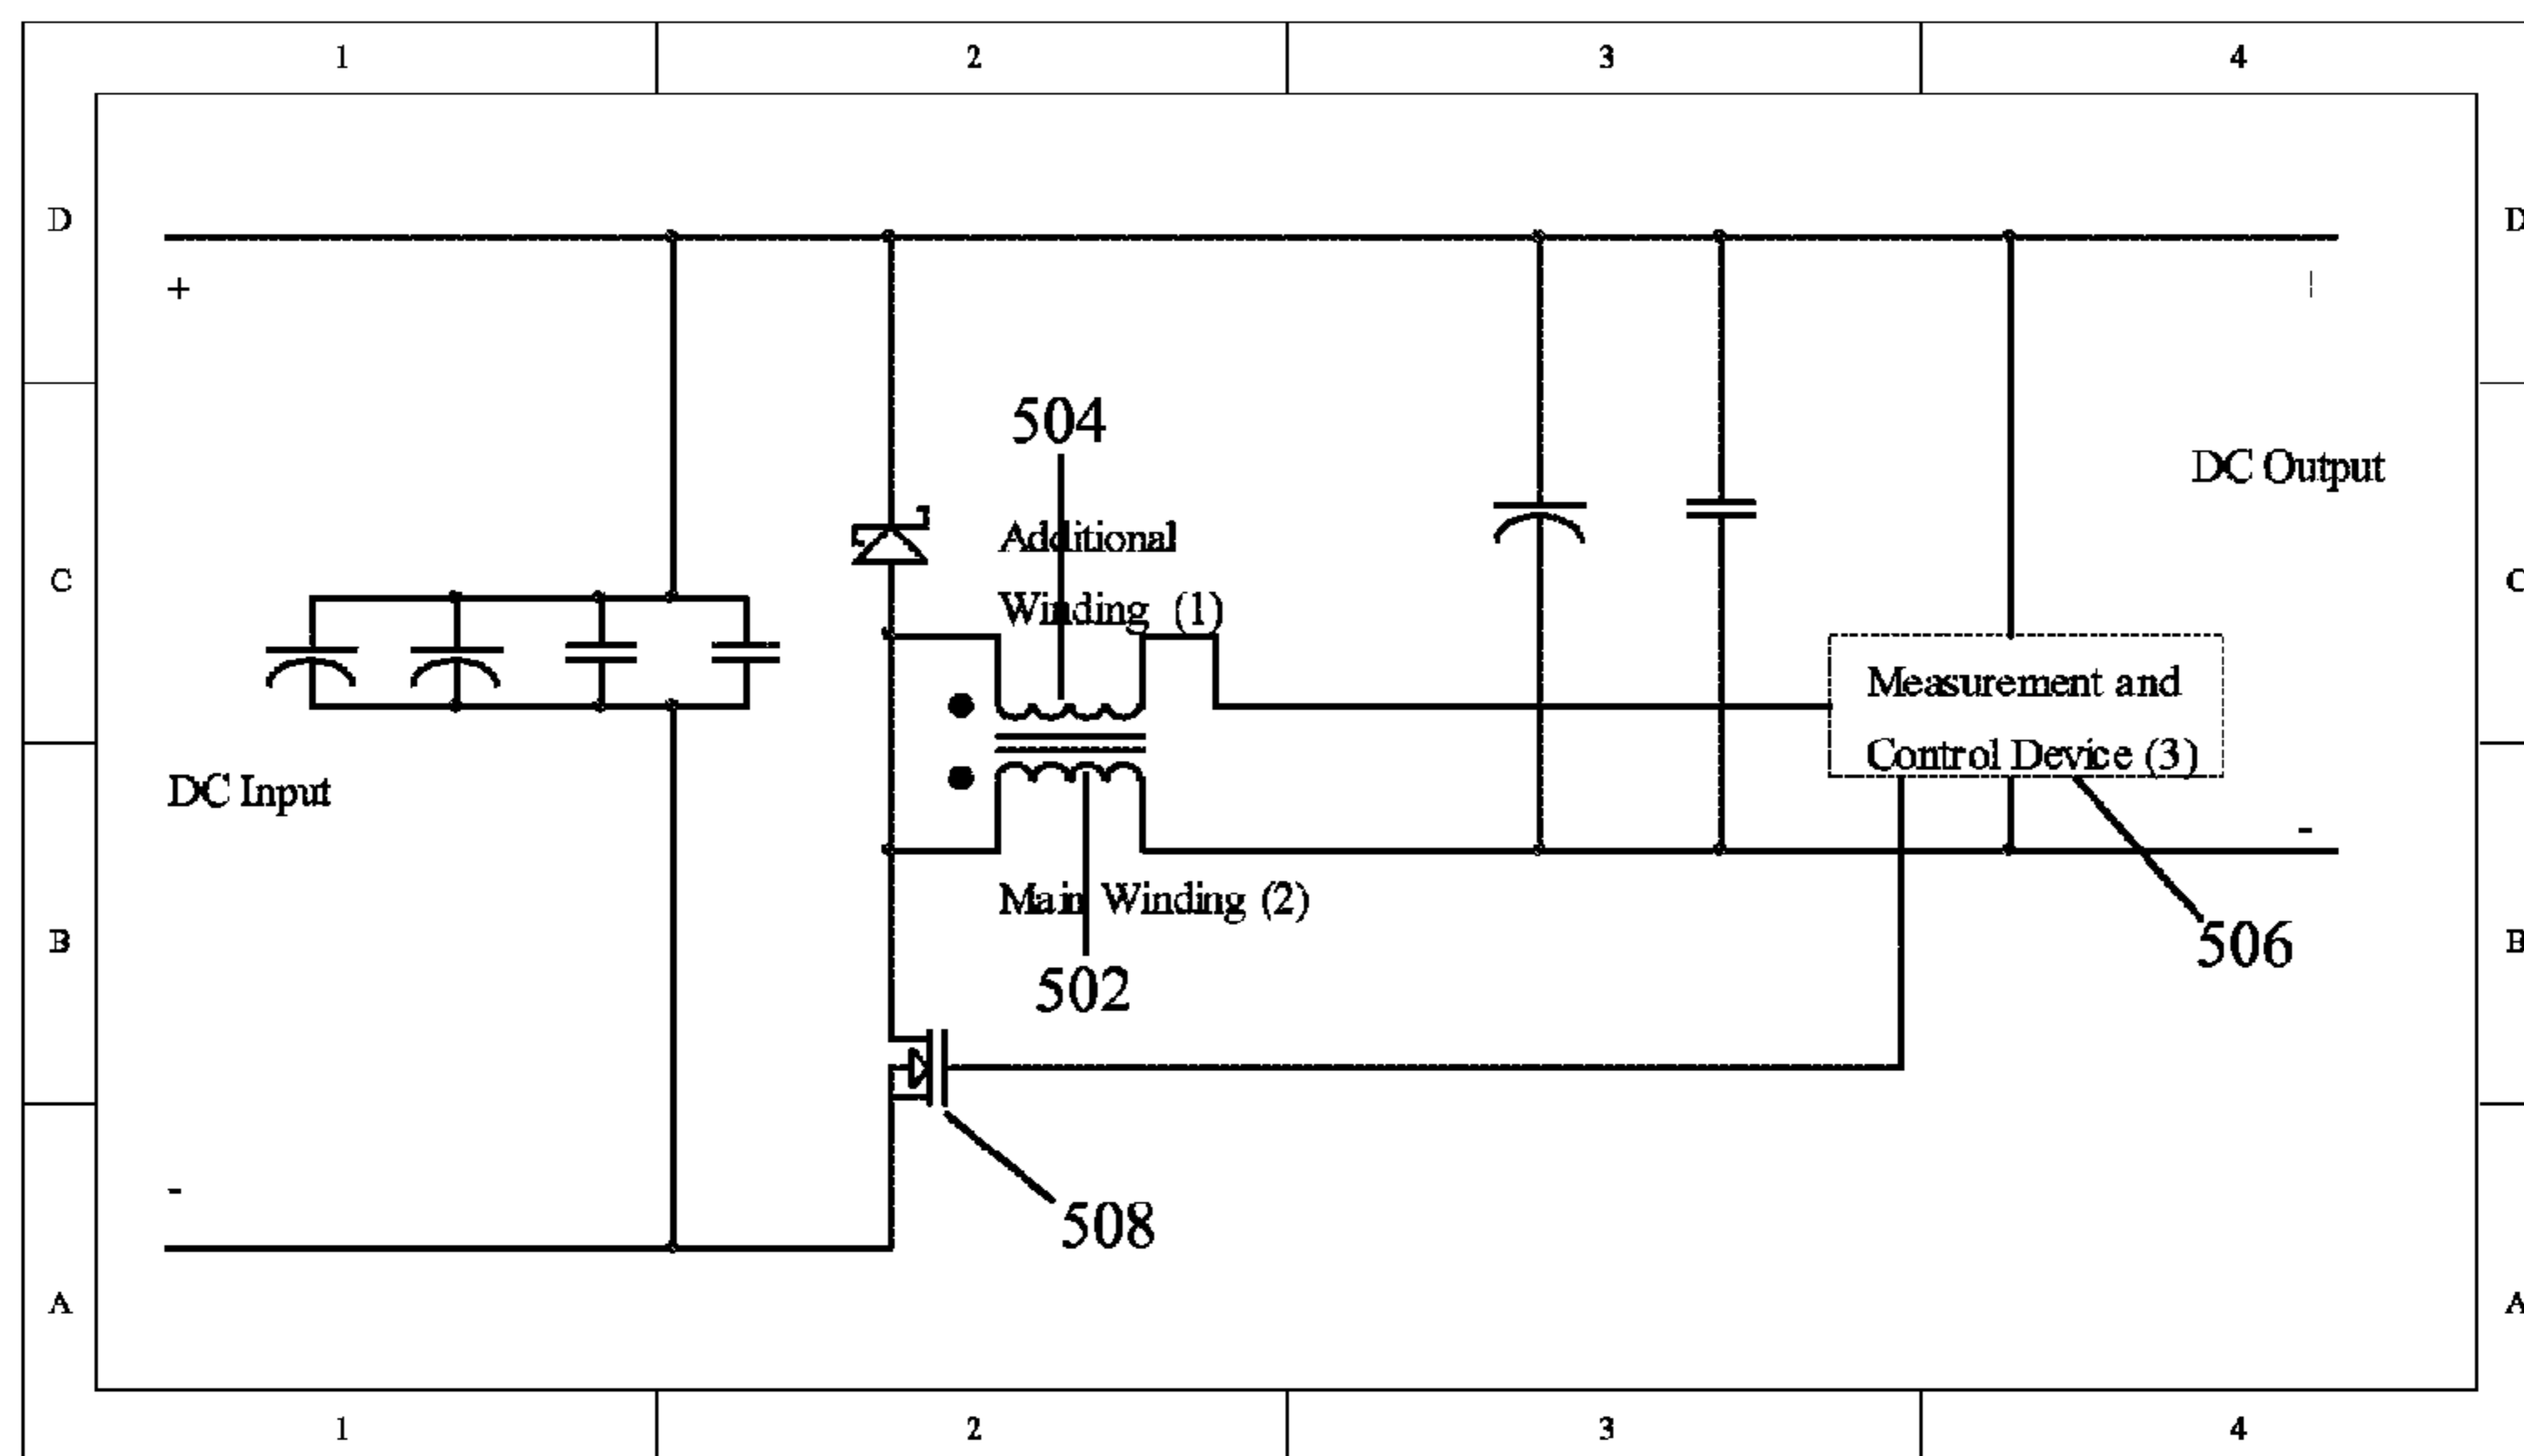 1 2 3 4
D D
+ |
504
DC Output
Additional
C C
Winding (1)
Measurement and
Control Device (3)
DC Input
-
Main Winding (2)
B B
506
502
-
508
A A
1 2 3 4